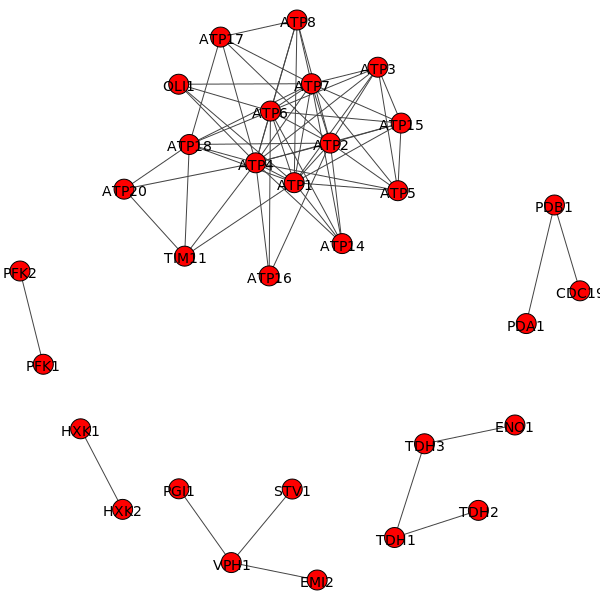 ATP8
ATP17
ATP3
OLI1
ATP7
ATP6
ATP15
ATP18
ATP2
ATP4
ATP1
ATP20
ATP5
ATP14
TIM11
ATP16
PDB1
PFK2
CDC19
PDA1
PFK1
HXK1
ENO1
TDH3
PGI1
STV1
HXK2
TDH2
TDH1
VPH1
EMI2